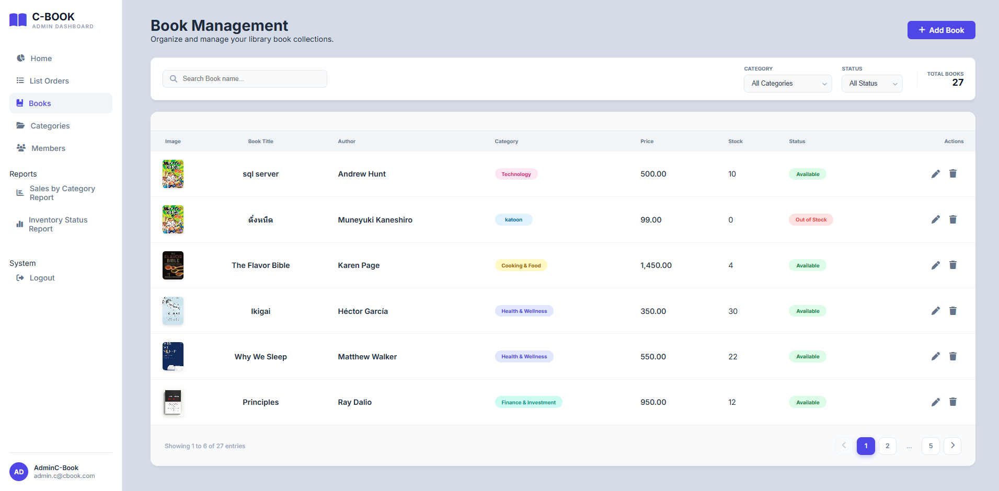 C-BOOK
ADMIN DASHBOARD
Home
List Orders
Books
Categories
Members
Reports
Sales by Category
Report
Inventory Status
Report
System
Logout
AD
AdminC-Book
admin.c@cbook.com
Book Management
Organize and manage your library book collections.
+ Add Book
Search Book name...
CATEGORY
All Categories
STATUS
All Status
TOTAL BOOKS
27
Image Book Title Author Category Price Stock Status Actions
sql server Andrew Hunt Technology 500.00 10 Available
ดึ๋งหนืด Muneyuki Kaneshiro katoon 99.00 0 Out of Stock
THE FLAVOR BIBLE
The Flavor Bible Karen Page Cooking & Food 1,450.00 4 Available
Ikigai Héctor García Health & Wellness 350.00 30 Available
Why We Sleep Matthew Walker Health & Wellness 550.00 22 Available
Principles Ray Dalio Finance & Investment 950.00 12 Available
Showing 1 to 6 of 27 entries
1 2 ... 5